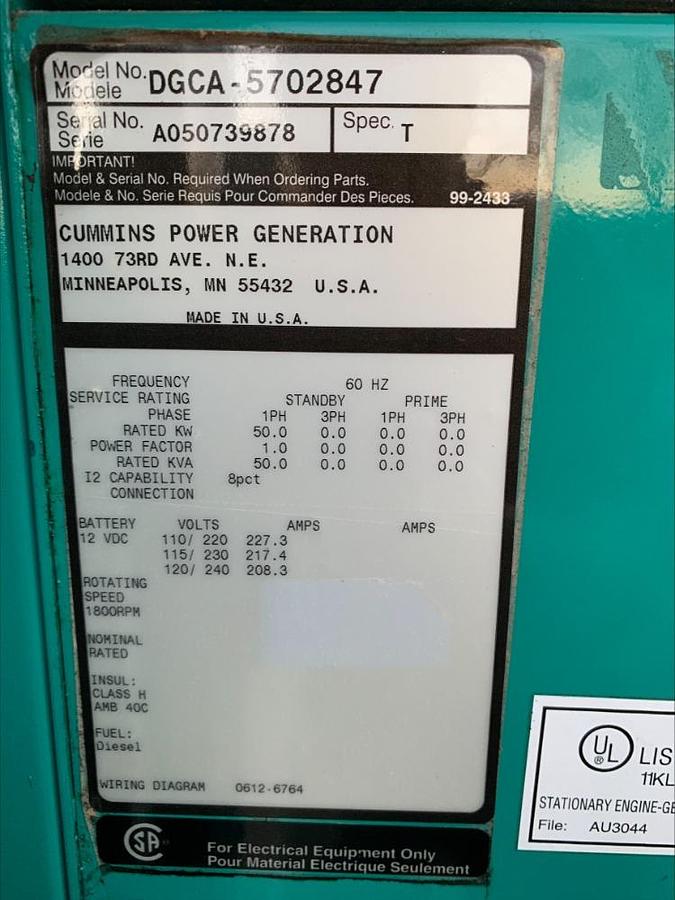 Model No. DGCA-5702847
Modele
Serial No. A050739878 Spec. T
Serie
IMPORTANT!
Model & Serial No. Required When Ordering Parts.
Modele & No. Serie Requis Pour Commander Des Pieces. 99-2433
CUMMINS POWER GENERATION
1400 73RD AVE. N.E.
MINNEAPOLIS, MN 55432 U.S.A.
MADE IN U.S.A.
FREQUENCY 60 HZ
SERVICE RATING STANDBY PRIME
PHASE 1PH 3PH 1PH 3PH
RATED KW 50.0 0.0 0.0 0.0
POWER FACTOR 1.0 0.0 0.0 0.0
RATED KVA 50.0 0.0 0.0 0.0
I2 CAPABILITY 8pct
CONNECTION
BATTERY VOLTS AMPS AMPS
12 VDC 110/ 220 227.3
115/ 230 217.4
120/ 240 208.3
ROTATING
SPEED
1800RPM
NOMINAL
RATED
INSUL:
CLASS H
AMB 40C
FUEL:
Diesel
WIRING DIAGRAM 0612-6764
SA
For Electrical Equipment Only
Pour Material Electrique Seulement
UL ® LIS
11KL
STATIONARY ENGINE-GE
File: AU3044